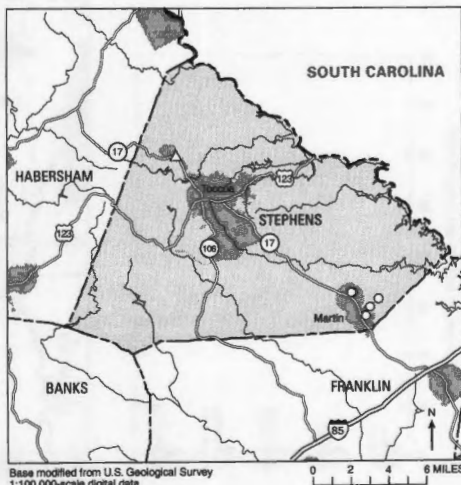 SOUTH CAROLINA
17
HABERSHAM
Toccoa
123
STEPHENS
123
106
17
Martin
BANKS
FRANKLIN
85
N
Base modified from U.S. Geological Survey
1:100,000-scale digital data
0 2 4 6 MILES